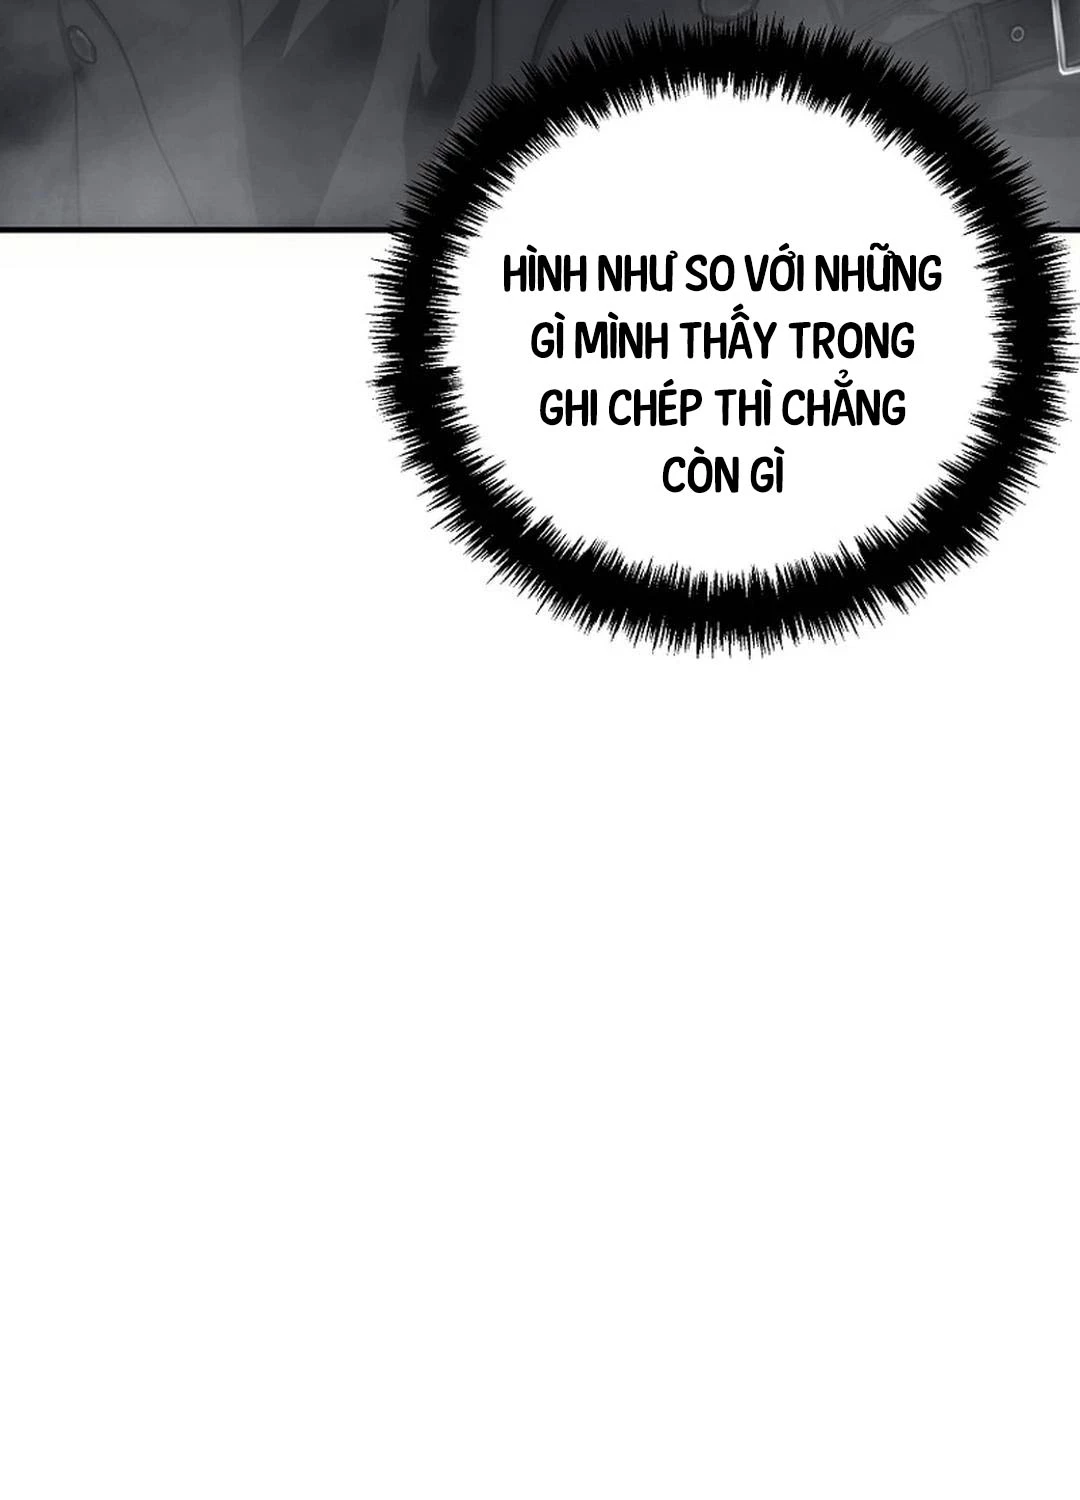 HÌNH NHƯ SO VỚI NHỮNG
GÌ MÌNH THẤY TRONG
GHI CHÉP THÌ CHẲNG
CÒN GÌ